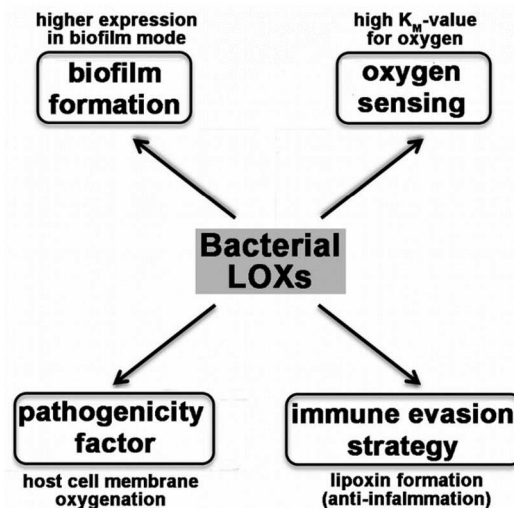 higher expression
in biofilm mode
biofilm
formation
high KM-value
for oxygen
oxygen
sensing
Bacterial
LOXs
pathogenicity
factor
host cell membrane
oxygenation
immune evasion
strategy
lipoxin formation
(anti-infalmmation)